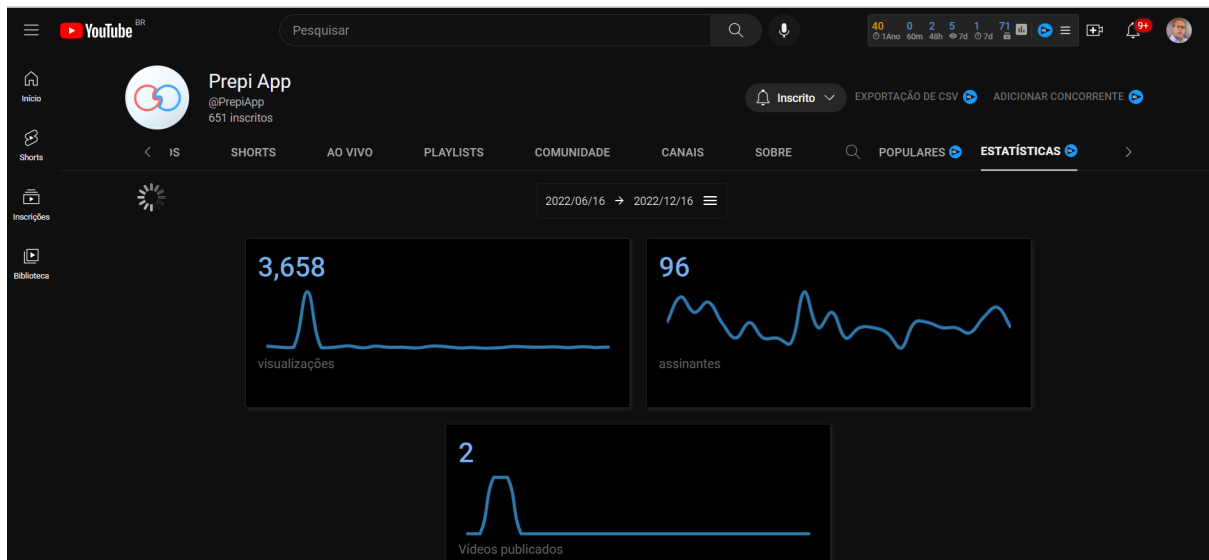 YouTube BR
Pesquisar
40 0 2 5 1 71
1Ano 60m 48h 7d 7d
9+
Início
Shorts
Inscrições
Biblioteca
Prepi App
@PrepiApp
651 inscritos
Inscrito
EXPORTAÇÃO DE CSV
ADICIONAR CONCORRENTE
OS SHORTS AO VIVO PLAYLISTS COMUNIDADE CANAIS SOBRE POPULARES ESTATÍSTICAS
2022/06/16 → 2022/12/16
3,658
visualizações
96
assinantes
2
Vídeos publicados